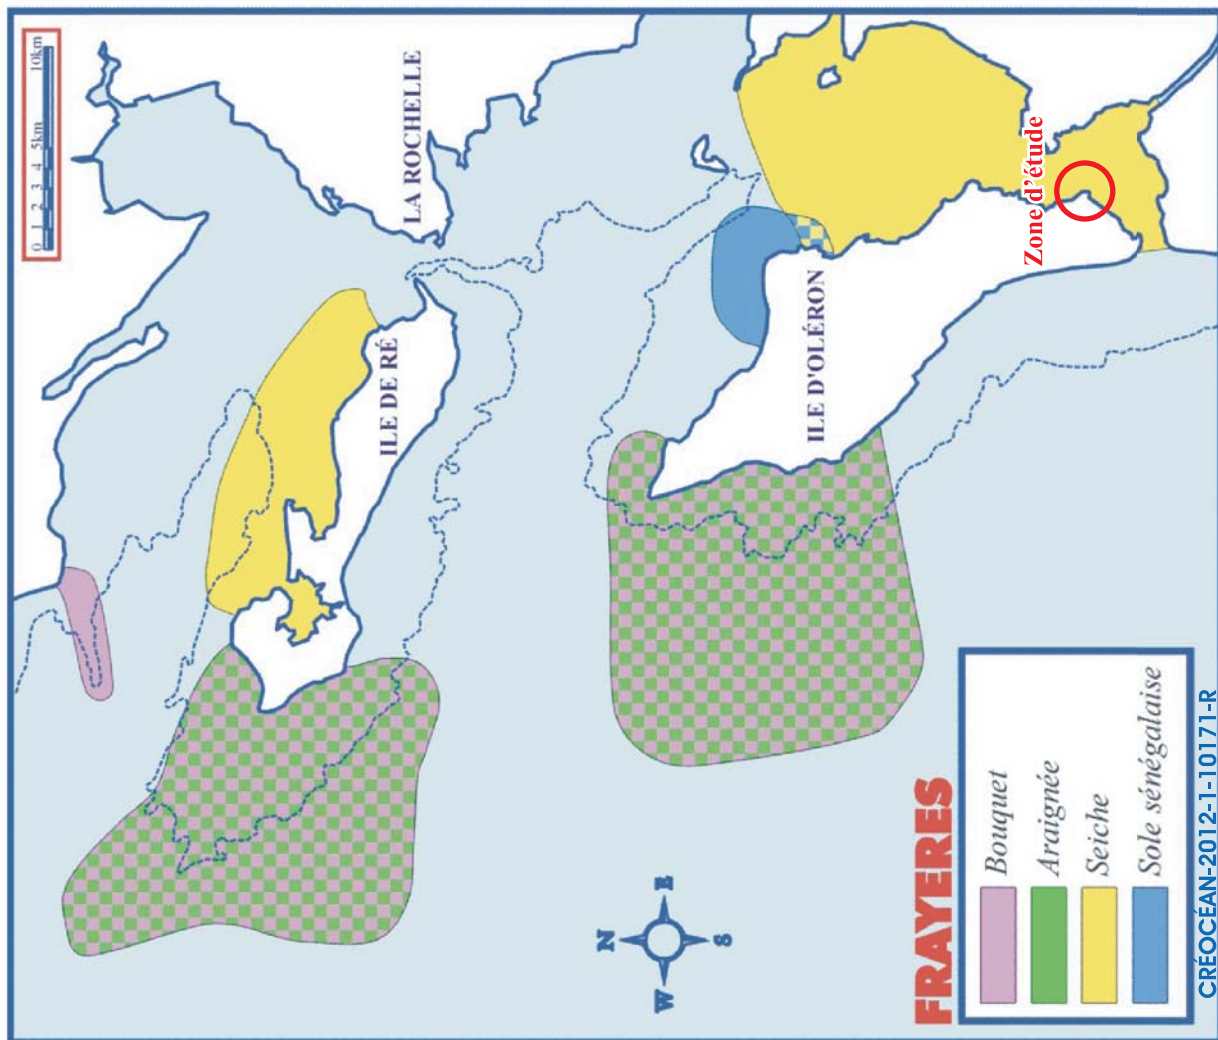 0 1 2 3 4 5km 10km
LA ROCHELLE
ILE DE RÉ
ILE D'OLÉRON
Zone d'étude
N
W E
S
FRAYERES
Bouquet
Araignée
Seiche
Sole sénégalaise
CRÉOCÉAN-2012-1-10171-R